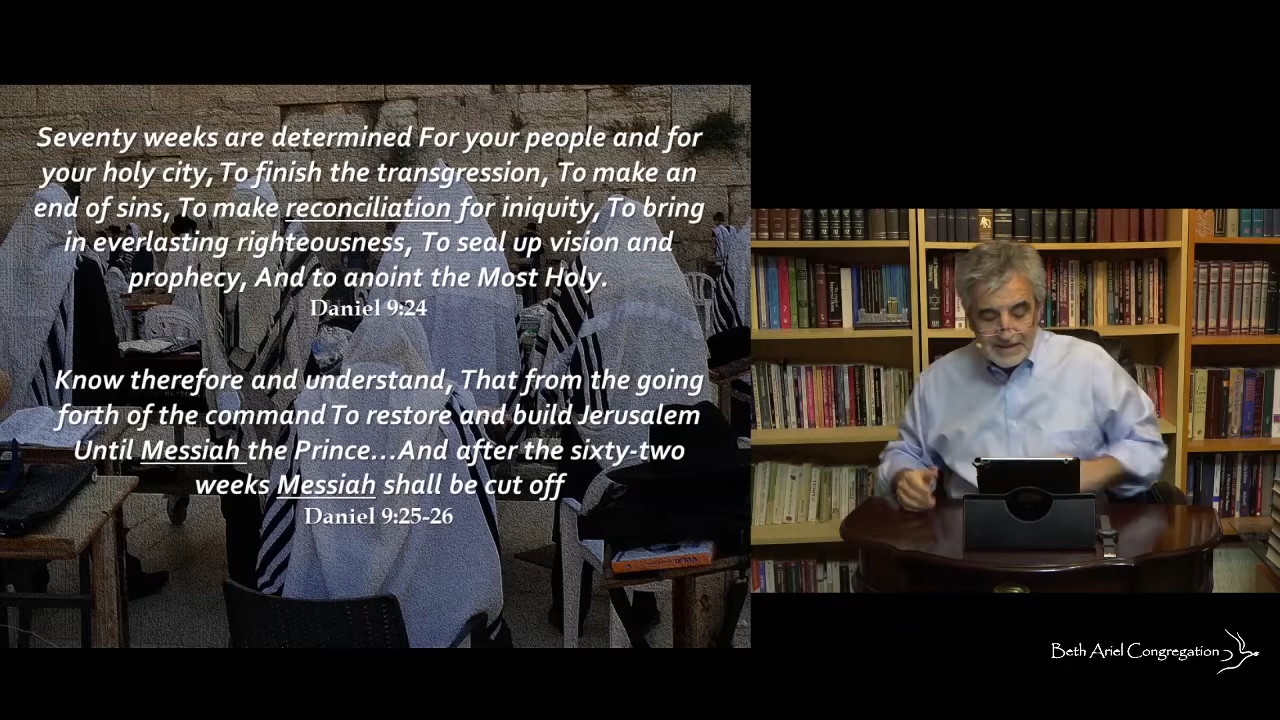 Seventy weeks are determined For your people and for
your holy city, To finish the transgression, To make an
end of sins, To make reconciliation for iniquity, To bring
in everlasting righteousness, To seal up vision and
prophecy, And to anoint the Most Holy.
Daniel 9:24
Know therefore and understand, That from the going
forth of the command To restore and build Jerusalem
Until Messiah the Prince...And after the sixty-two
weeks Messiah shall be cut off
Daniel 9:25-26
Beth Ariel Congregation